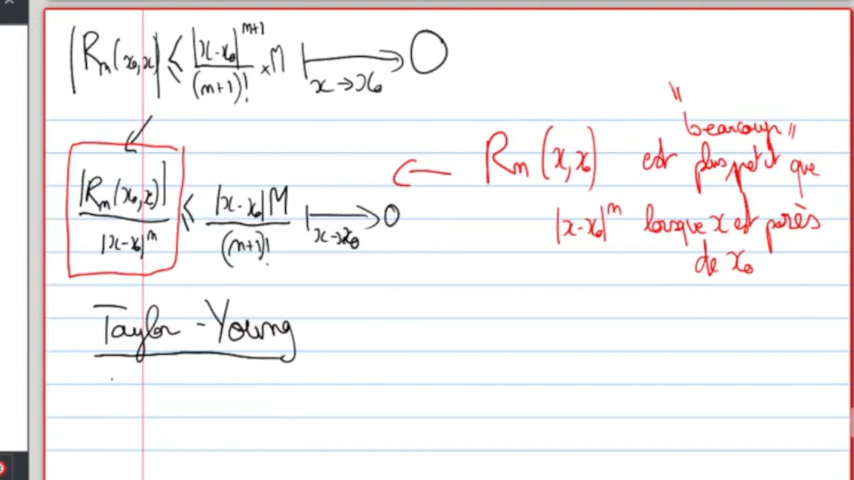 |Rₙ(x₀,x)| ≤ |x-x₀|ⁿ⁺¹/(n+1)! × M ⟼ 0
x→x₀
"beaucoup"
Rₙ(x,x₀) est plus petit que
|Rₙ(x₀,x)|/|x-x₀|ⁿ ≤ |x-x₀|M/(n+1)! ⟼ 0
x→x₀
|x-x₀|ⁿ lorsque x est près
de x₀
Taylor-Young